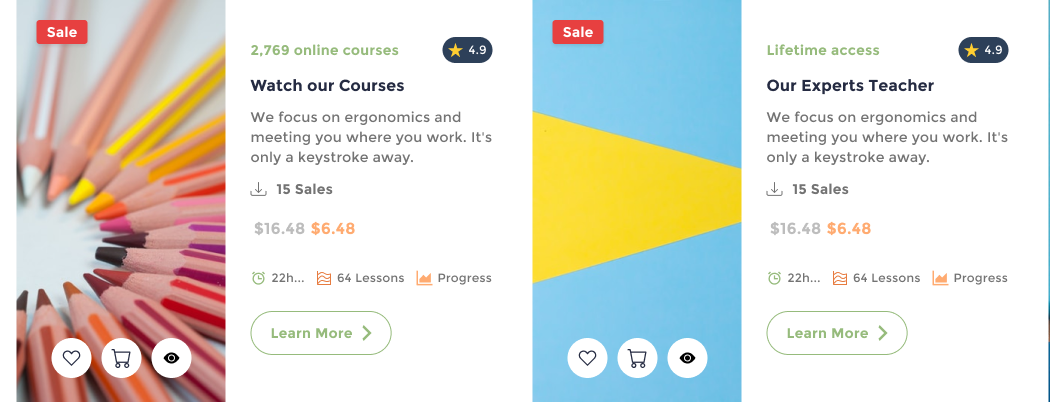 Sale
2,769 online courses
4.9
Watch our Courses
We focus on ergonomics and
meeting you where you work. It's
only a keystroke away.
15 Sales
$16.48 $6.48
22h... 64 Lessons Progress
Learn More
Sale
Lifetime access
4.9
Our Experts Teacher
We focus on ergonomics and
meeting you where you work. It's
only a keystroke away.
15 Sales
$16.48 $6.48
22h... 64 Lessons Progress
Learn More